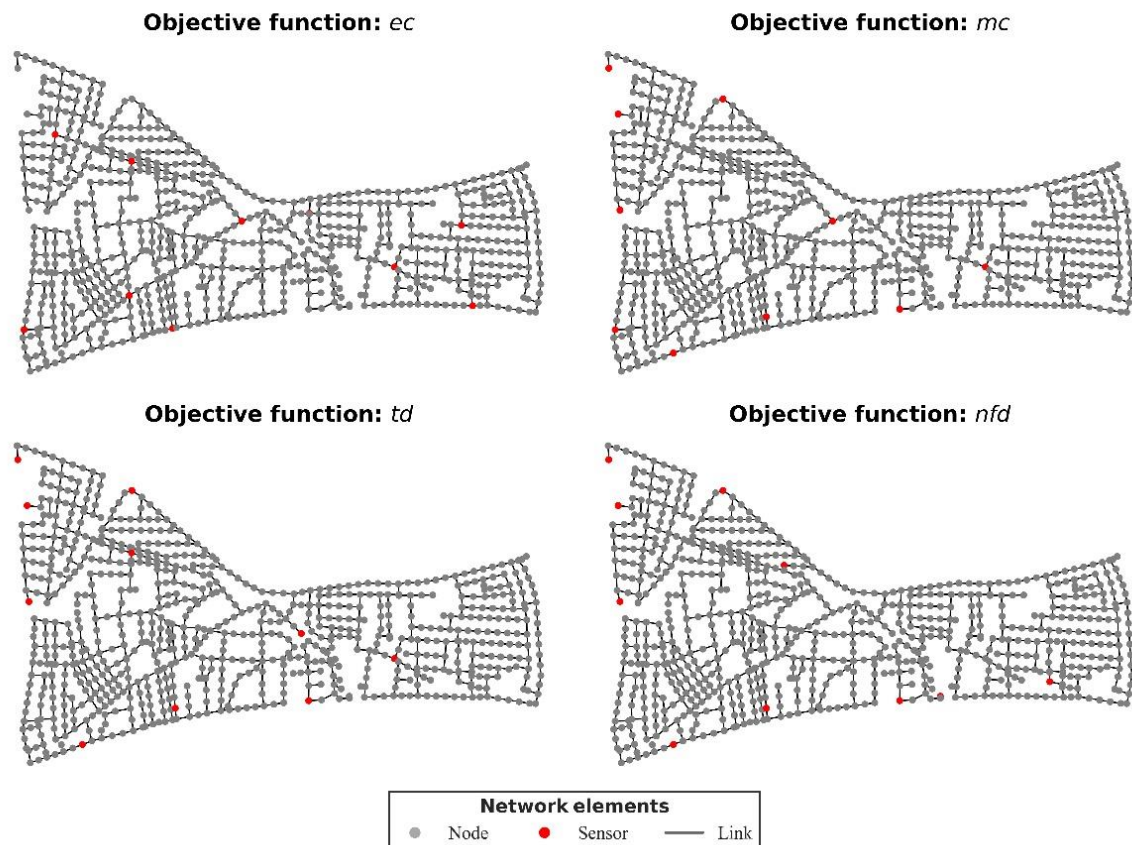 Objective function: ec
Objective function: mc
Objective function: td
Objective function: nfd
Network elements
Node
Sensor
Link